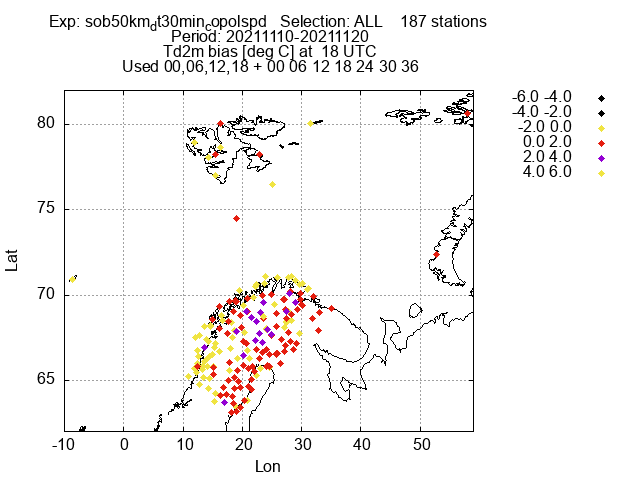 Exp: sob50km_dt30min_copolspd   Selection: ALL    187 stations
Period: 20211110-20211120
Td2m bias [deg C] at  18 UTC
Used 00,06,12,18 + 00 06 12 18 24 30 36
-6.0 -4.0
-4.0 -2.0
-2.0 0.0
0.0 2.0
2.0 4.0
4.0 6.0
80
75
70
65
Lat
-10 0 10 20 30 40 50
Lon